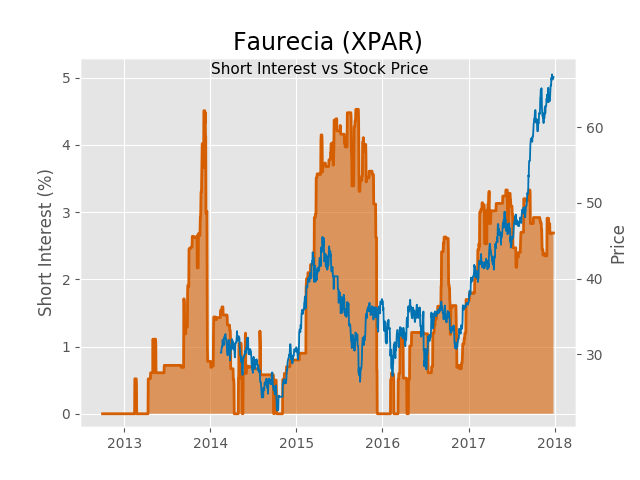 Faurecia (XPAR)
Short Interest vs Stock Price
Short Interest (%)
5
4
3
2
1
0
60
50
40
30
Price
2013 2014 2015 2016 2017 2018